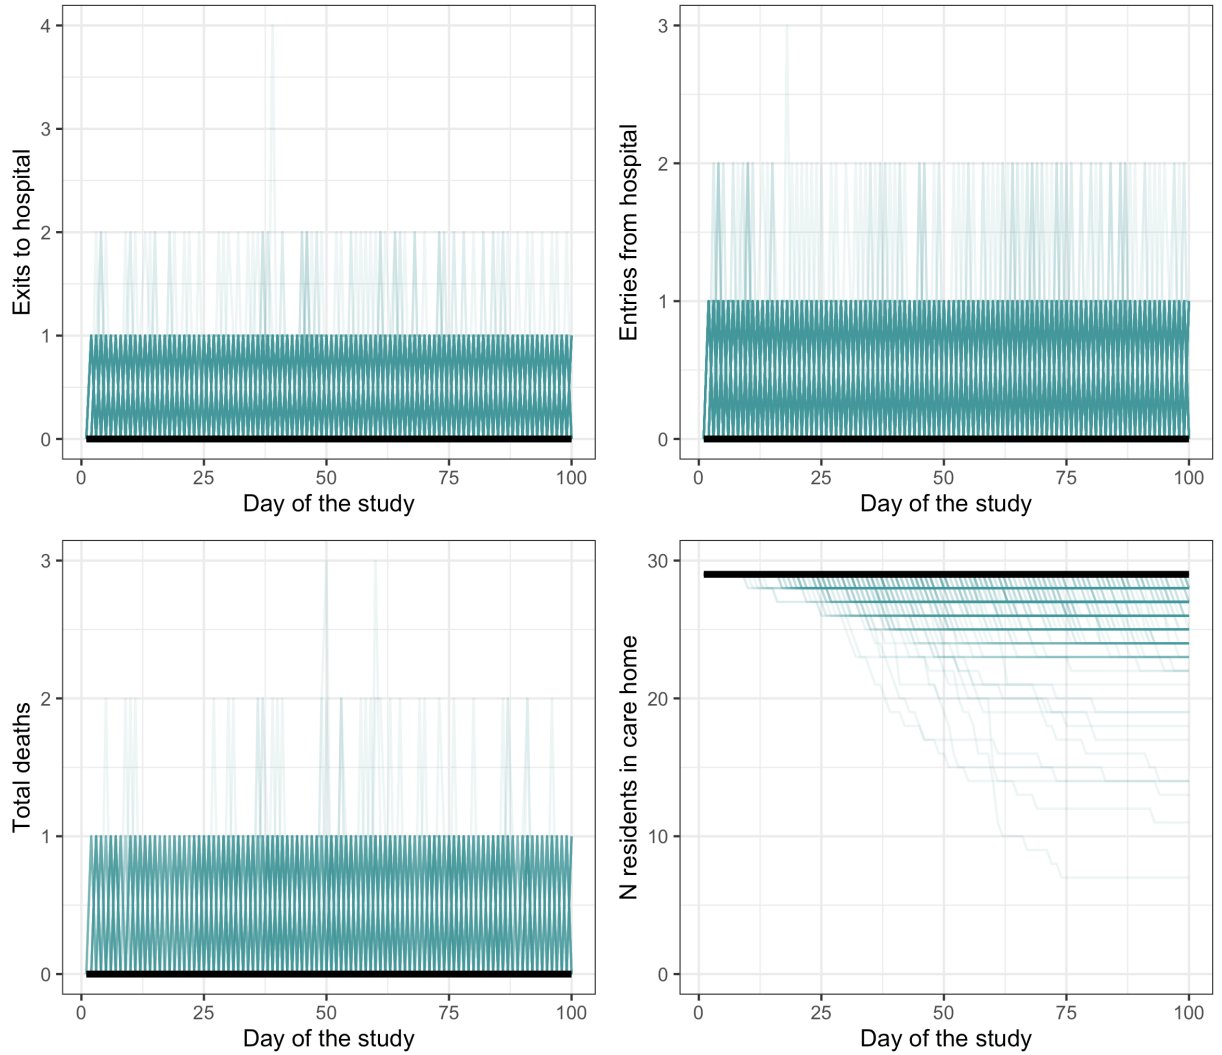 4
3
2
1
0
Exits to hospital
0 25 50 75 100
Day of the study
3
2
1
0
Entries from hospital
0 25 50 75 100
Day of the study
3
2
1
0
Total deaths
0 25 50 75 100
Day of the study
30
20
10
0
N residents in care home
0 25 50 75 100
Day of the study